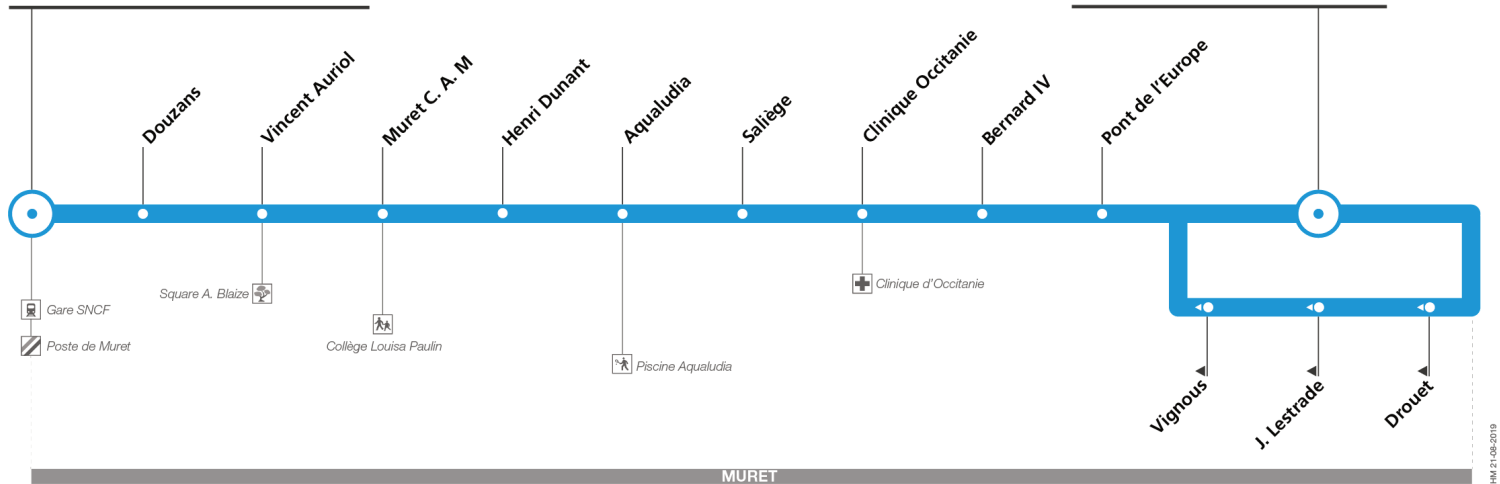 Douzans
Vincent Auriol
Muret C. A. M
Henri Dunant
Aqualudia
Saliège
Clinique Occitanie
Bernard IV
Pont de l'Europe
Gare SNCF
Poste de Muret
Square A. Blaize
Collège Louisa Paulin
Piscine Aqualudia
Clinique d'Occitanie
Vignous
J. Lestrade
Drouet
MURET
HM 21-08-2019